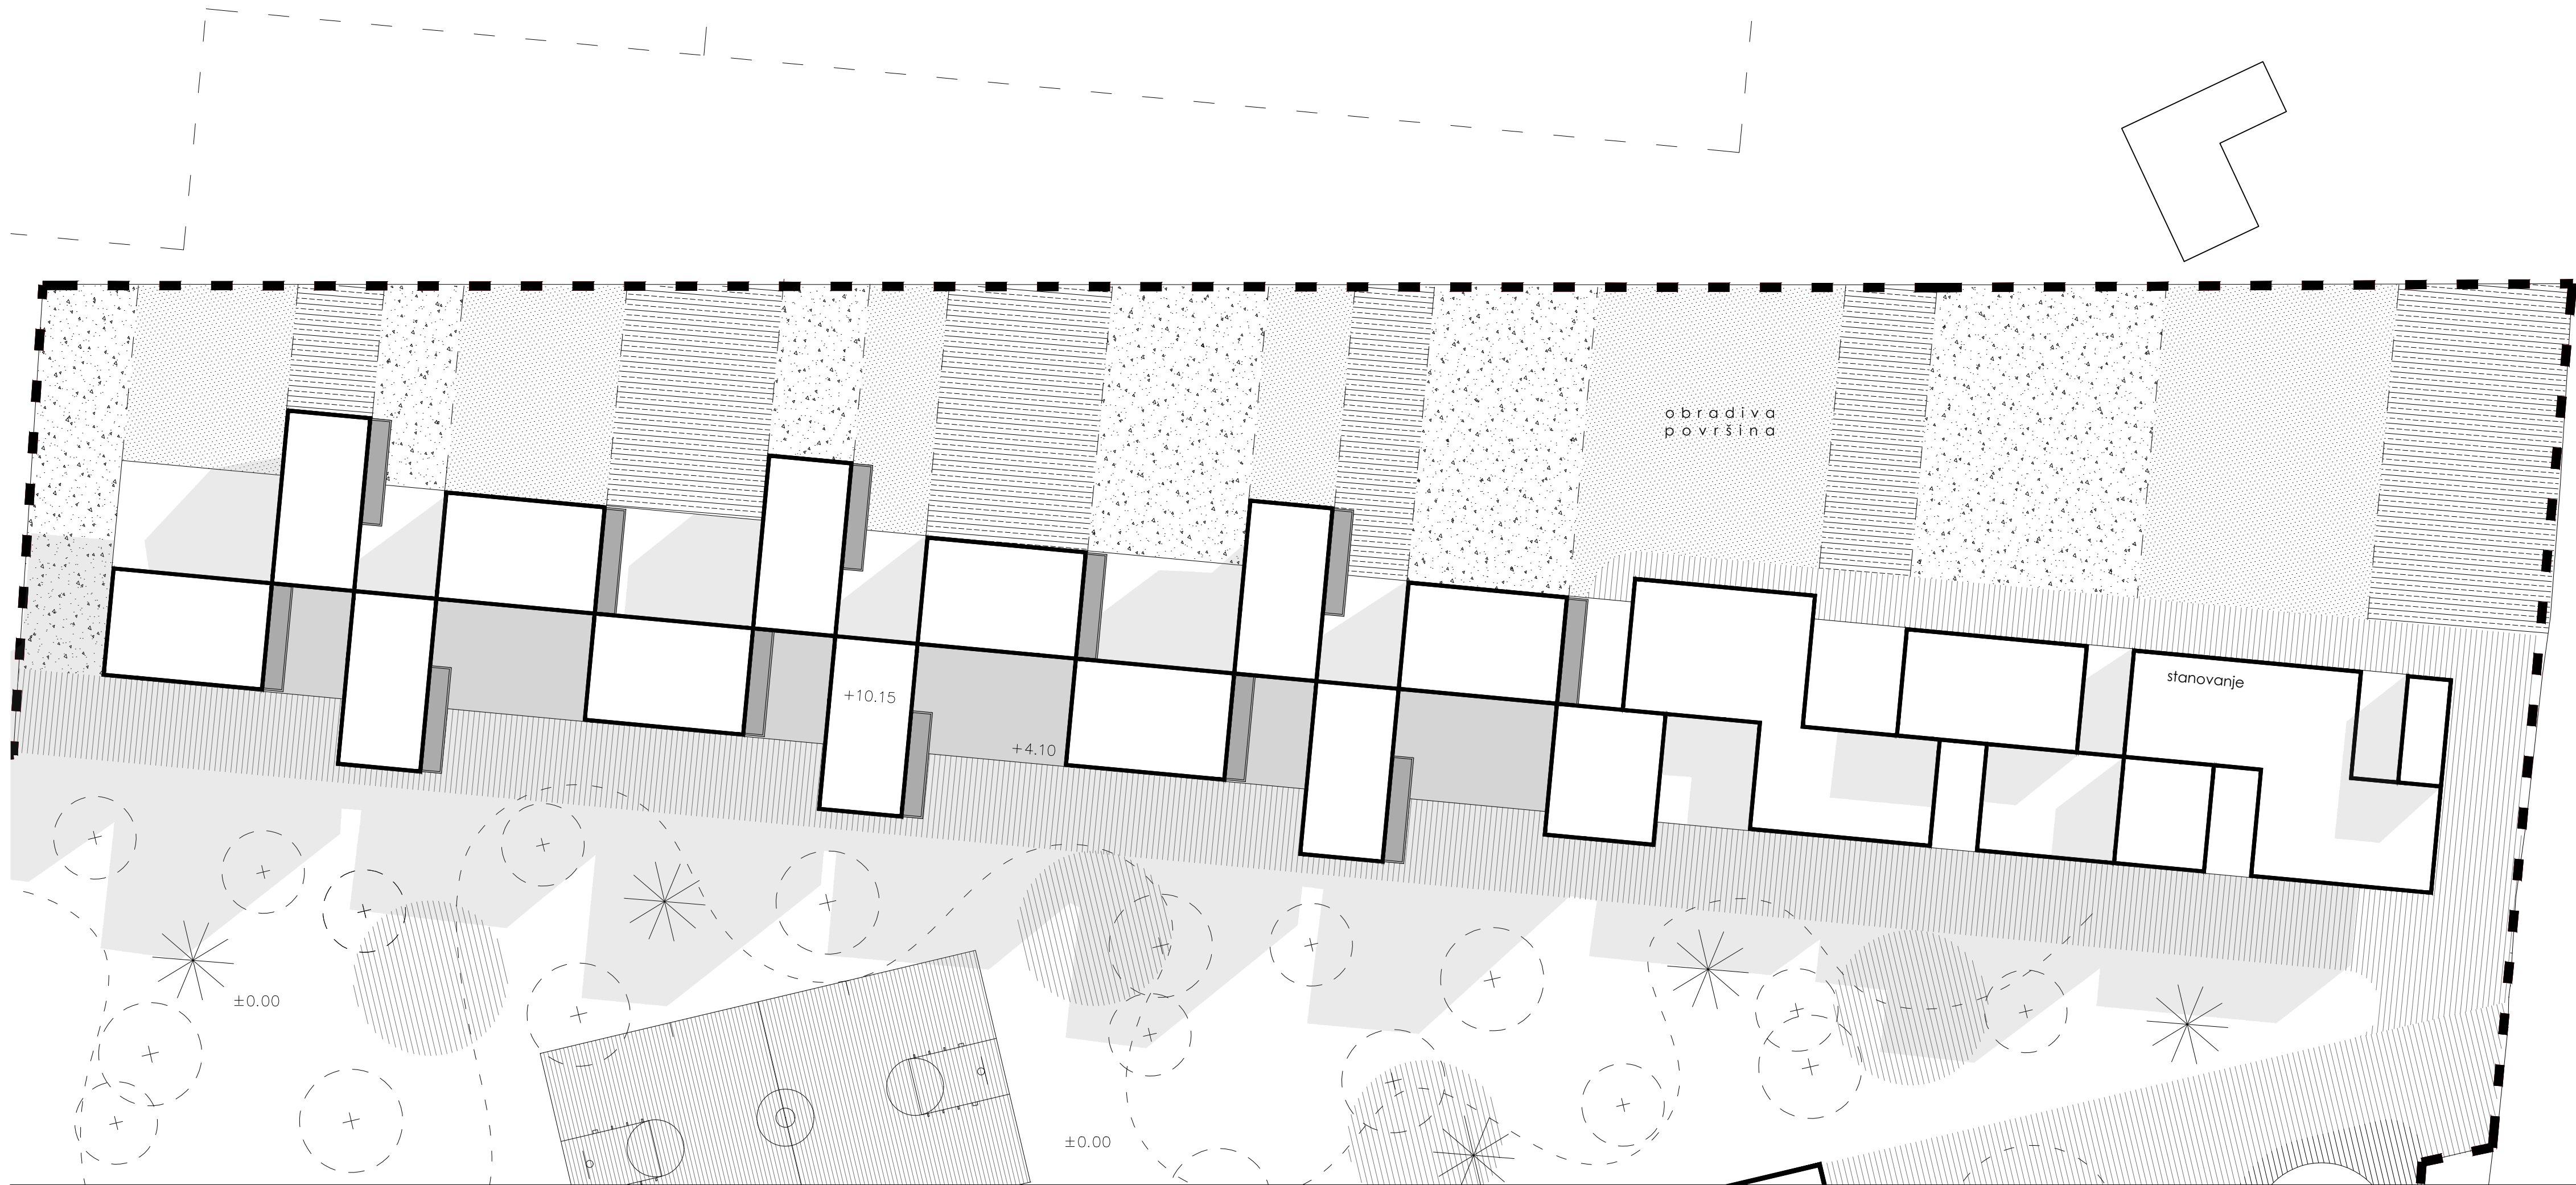 obradiva
površina
stanovanje
+10.15
+4.10
±0.00
±0.00